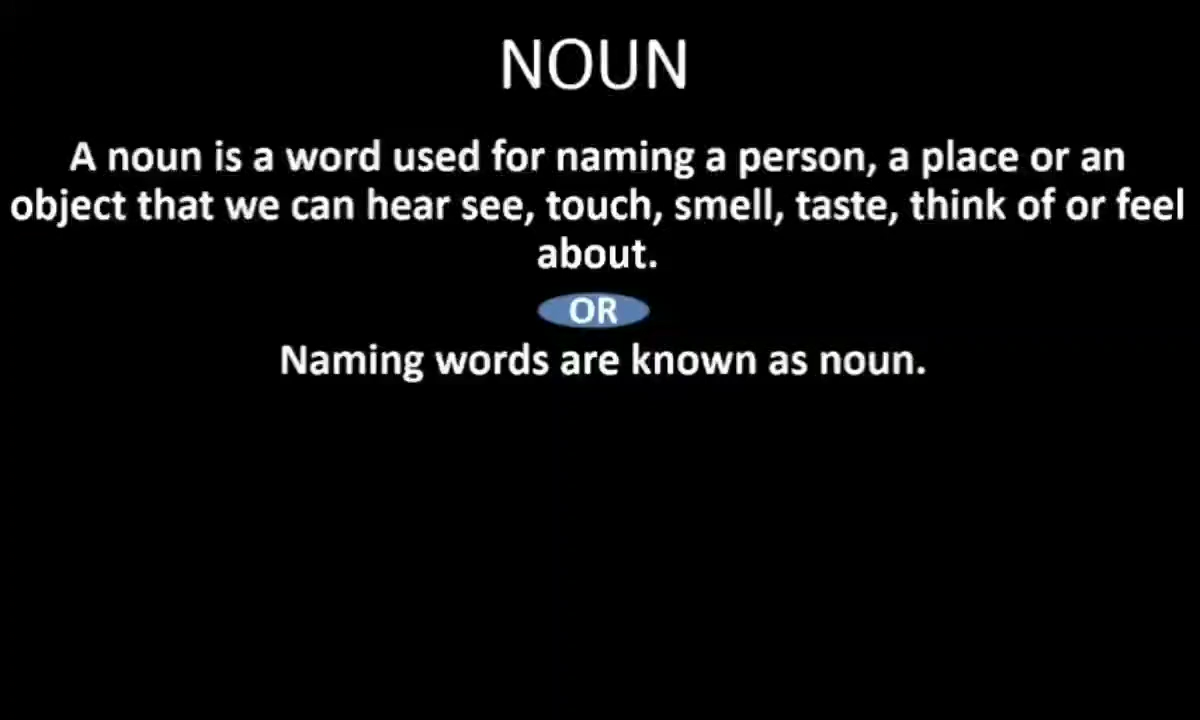 NOUN
A noun is a word used for naming a person, a place or an
object that we can hear see, touch, smell, taste, think of or feel
about.
OR
Naming words are known as noun.